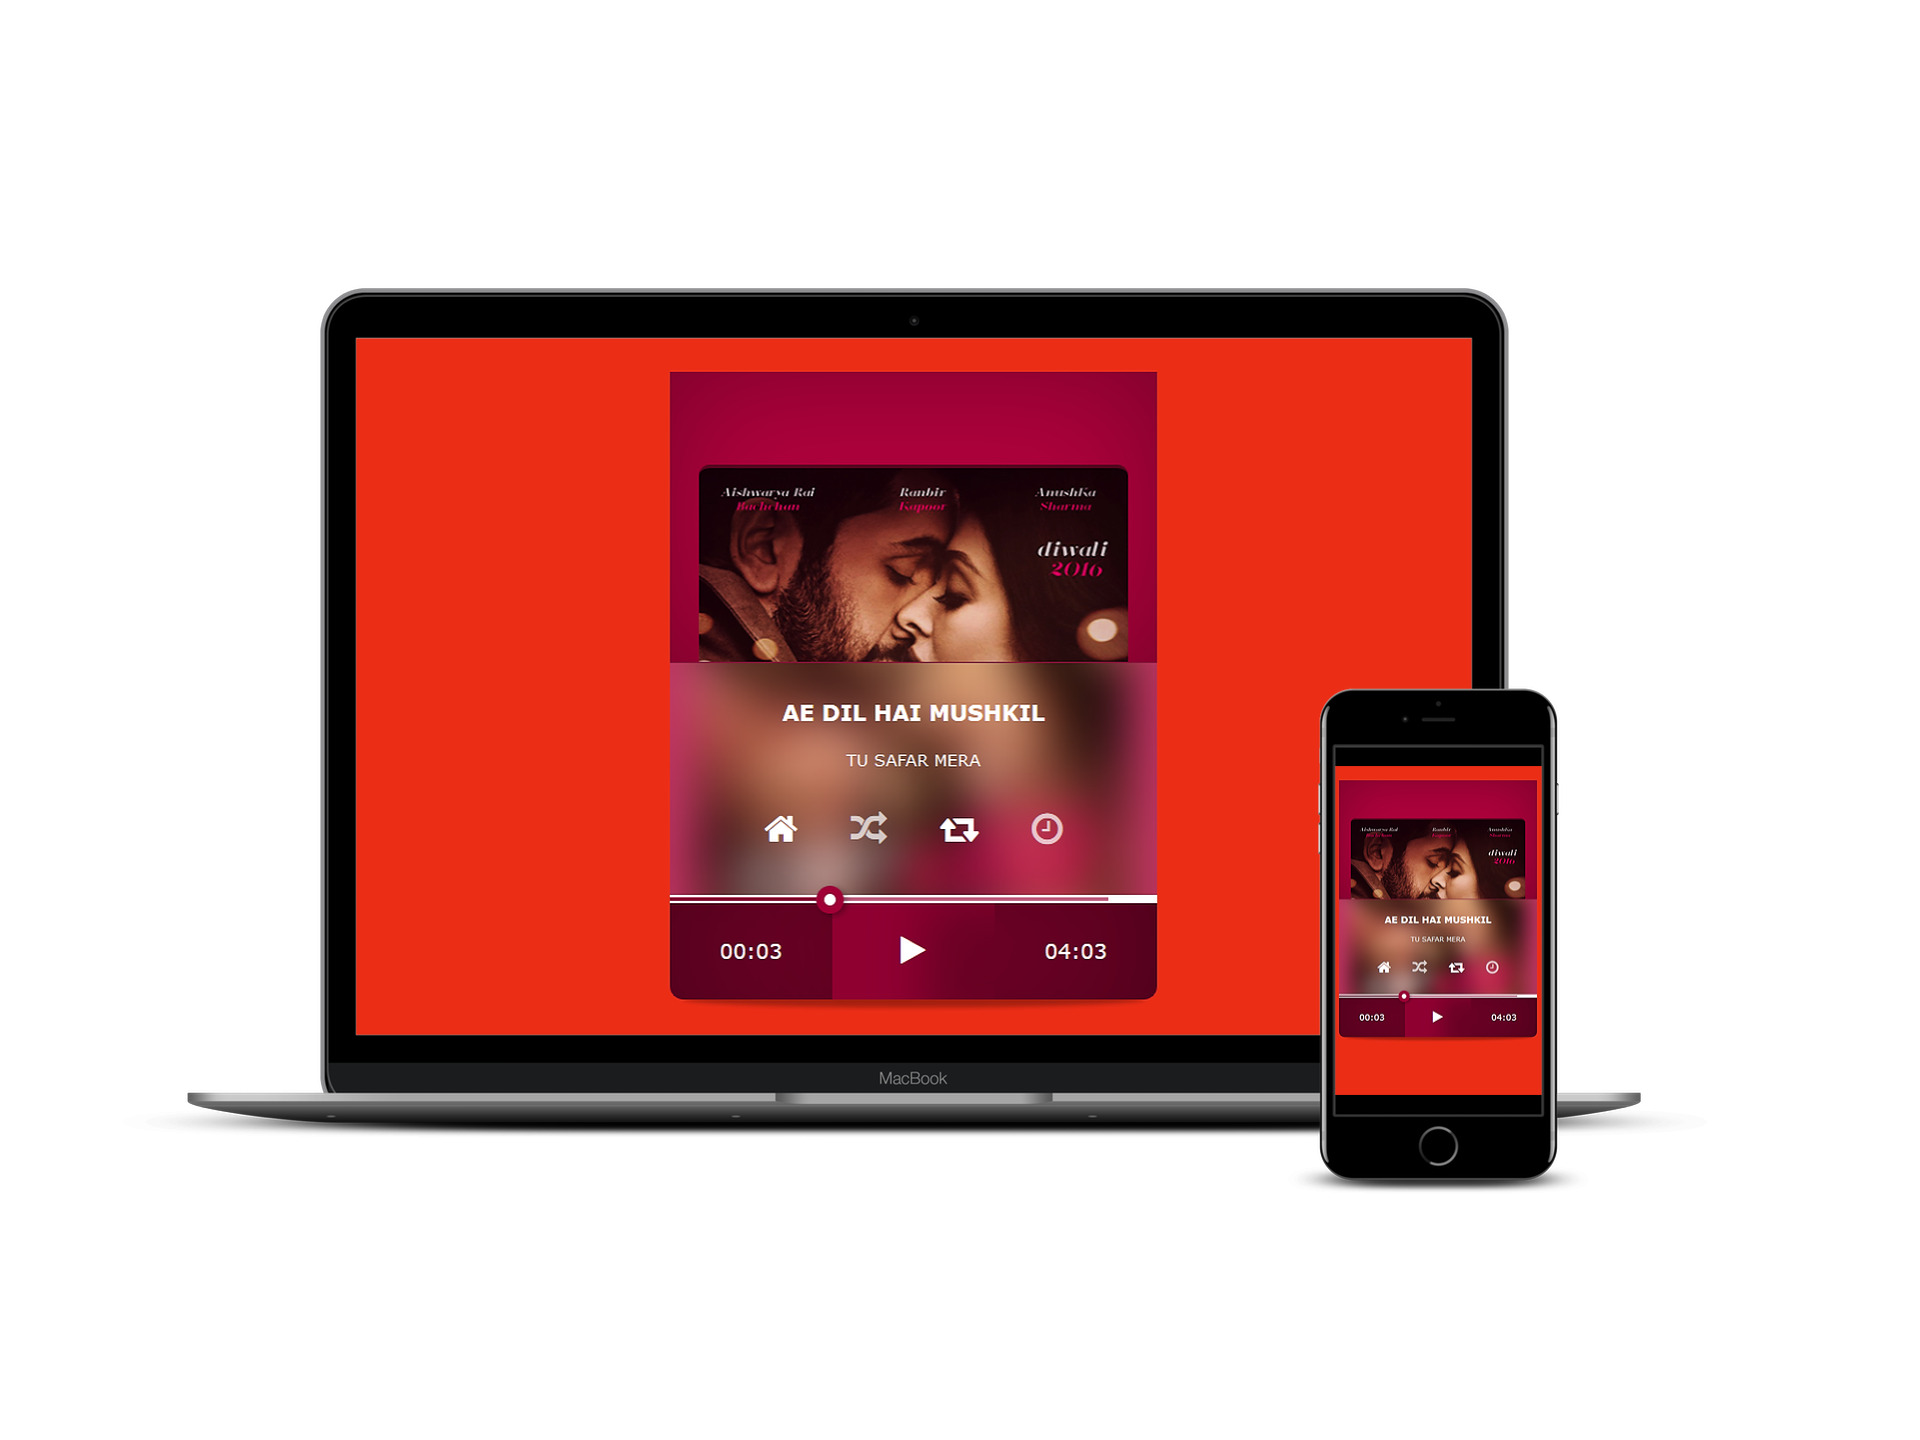 Aishwarya Rai Ranbir AnushKa
Bachchan Kapoor Sharma
diwali
2016
AE DIL HAI MUSHKIL
TU SAFAR MERA
00:03 04:03
MacBook
Aishwarya Rai Ranbir AnushKa
Bachchan Kapoor Sharma
diwali
2016
AE DIL HAI MUSHKIL
TU SAFAR MERA
00:03 04:03